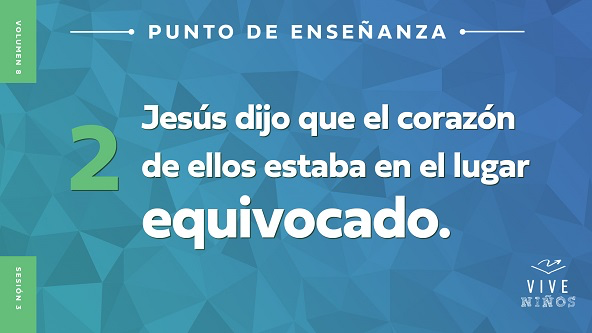 VOLUMEN 8
PUNTO DE ENSEÑANZA
2
Jesús dijo que el corazón
de ellos estaba en el lugar
equivocado.
SESIÓN 3
VIVE
NIÑOS